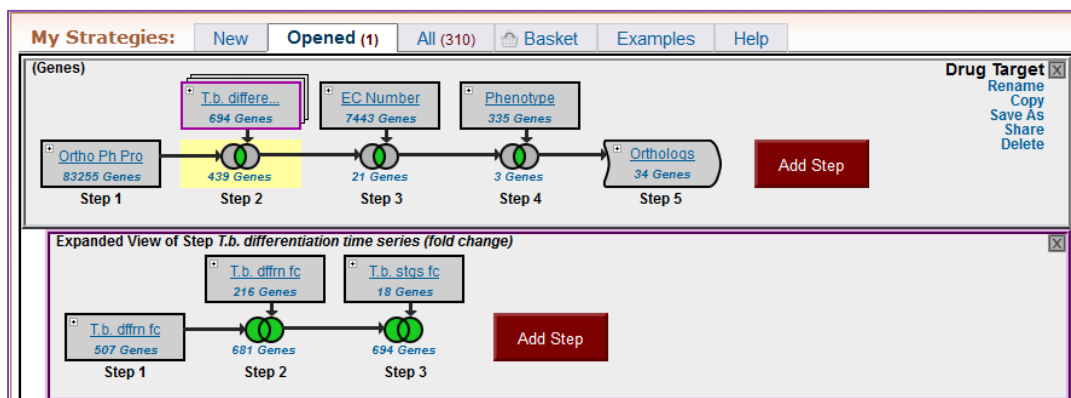 My Strategies:
New
Opened (1)
All (310)
Basket
Examples
Help
(Genes)
Drug Target
X
Rename
Copy
Save As
Share
Delete
T.b. differe...
694 Genes
EC Number
7443 Genes
Phenotype
335 Genes
Ortho Ph Pro
83255 Genes
439 Genes
21 Genes
3 Genes
Orthologs
34 Genes
Add Step
Step 1
Step 2
Step 3
Step 4
Step 5
Expanded View of Step T.b. differentiation time series (fold change)
X
T.b. dffrn fc
216 Genes
T.b. stgs fc
18 Genes
T.b. dffrn fc
507 Genes
681 Genes
694 Genes
Add Step
Step 1
Step 2
Step 3